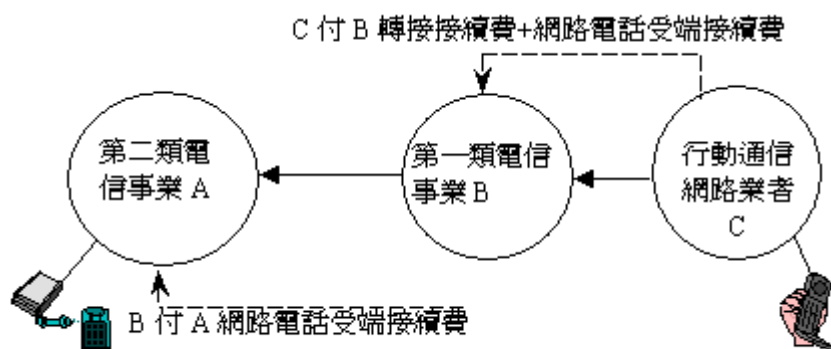 C 付 B 轉接接續費+網路電話受端接續費
第二類電
信事業 A
第一類電信
事業 B
行動通信
網路業者
C
B 付 A 網路電話受端接續費